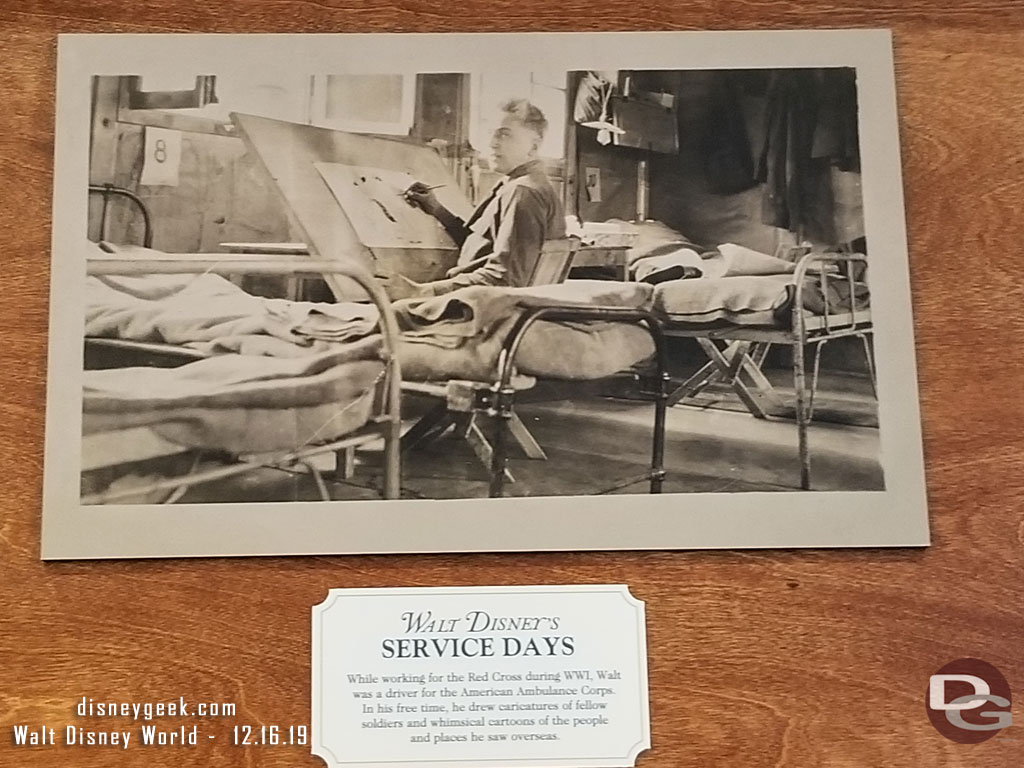 8
WALT DISNEY'S
SERVICE DAYS
While working for the Red Cross during WWI, Walt
was a driver for the American Ambulance Corps.
In his free time, he drew caricatures of fellow
soldiers and whimsical cartoons of the people
and places he saw overseas.
disneygeek.com
Walt Disney World - 12.16.19
DG